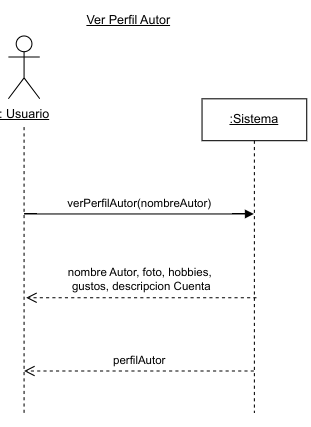 Ver Perfil Autor
: Usuario
:Sistema
verPerfilAutor(nombreAutor)
nombre Autor, foto, hobbies,
gustos, descripcion Cuenta
perfilAutor